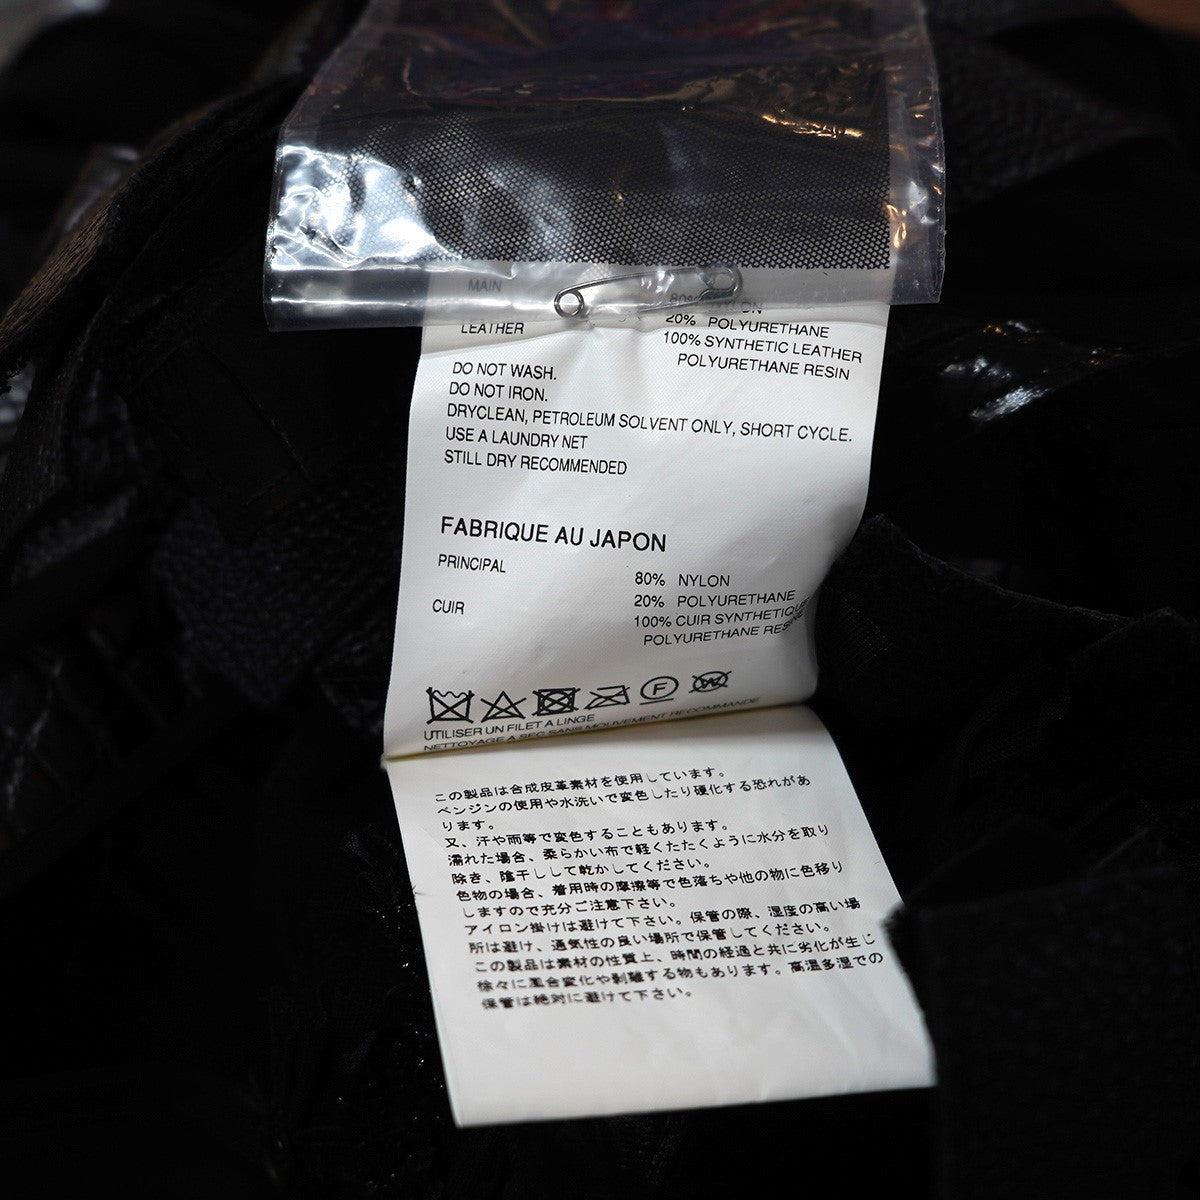 MAIN
80% NYLON
20% POLYURETHANE
LEATHER
100% SYNTHETIC LEATHER
POLYURETHANE RESIN
DO NOT WASH.
DO NOT IRON.
DRYCLEAN, PETROLEUM SOLVENT ONLY, SHORT CYCLE.
USE A LAUNDRY NET
STILL DRY RECOMMENDED
FABRIQUE AU JAPON
PRINCIPAL
80% NYLON
20% POLYURETHANE
CUIR
100% CUIR SYNTHETIQUE
POLYURETHANE RESINE
F
W
UTILISER UN FILET A LINGE
NETTOYAGE A SEC SANS MOUVEMENT RECOMMANDE
この製品は合成皮革素材を使用しています。
ベンジンの使用や水洗いで変色したり硬化する恐れがあ
ります。
又、汗や雨等で変色することもあります。
濡れた場合、柔らかい布で軽くたたくように水分を取り
除き、陰干しして乾かしてください。
色物の場合、着用時の摩擦等で色落ちや他の物に色移り
しますので充分ご注意下さい。
アイロン掛けは避けて下さい。保管の際、湿度の高い場
所は避け、通気性の良い場所で保管してください。
この製品は素材の性質上、時間の経過と共に劣化が生じ
徐々に風合変化や剥離する物もあります。高温多湿での
保管は絶対に避けて下さい。